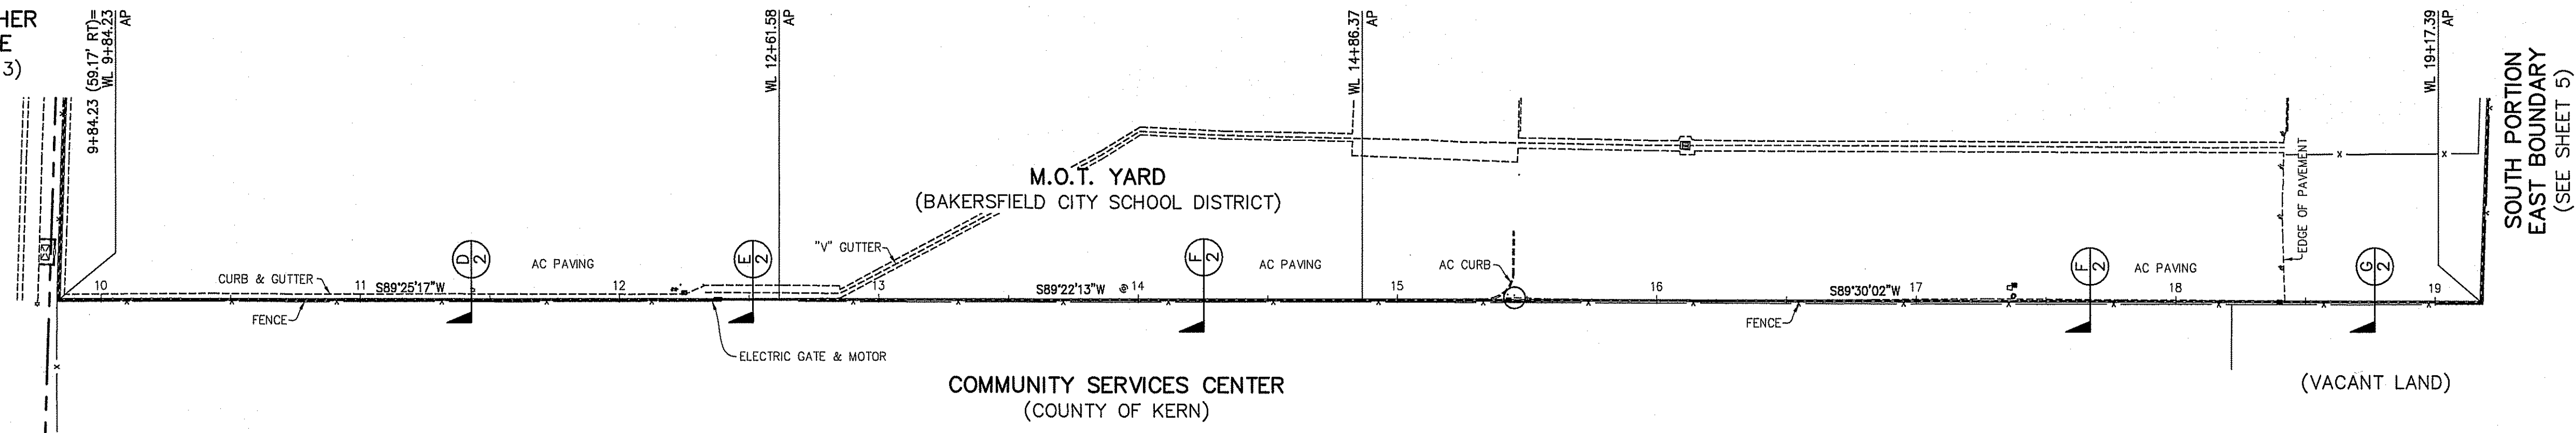 HER
E
3)
9+84.23 (59.17' RT)=
WL 9+84.23
AP
WL 12+61.58
AP
WL 14+86.37
AP
WL 19+17.39
AP
SOUTH PORTION
EAST BOUNDARY
(SEE SHEET 5)
M.O.T. YARD
(BAKERSFIELD CITY SCHOOL DISTRICT)
EDGE OF PAVEMENT
"V" GUTTER
D
2
AC PAVING
E
2
F
2
AC PAVING
AC CURB
F
2
AC PAVING
G
2
CURB & GUTTER
10
11
S89°25'17"W
12
13
S89°22'13"W
14
15
16
S89°30'02"W
17
18
19
FENCE
FENCE
ELECTRIC GATE & MOTOR
COMMUNITY SERVICES CENTER
(COUNTY OF KERN)
(VACANT LAND)